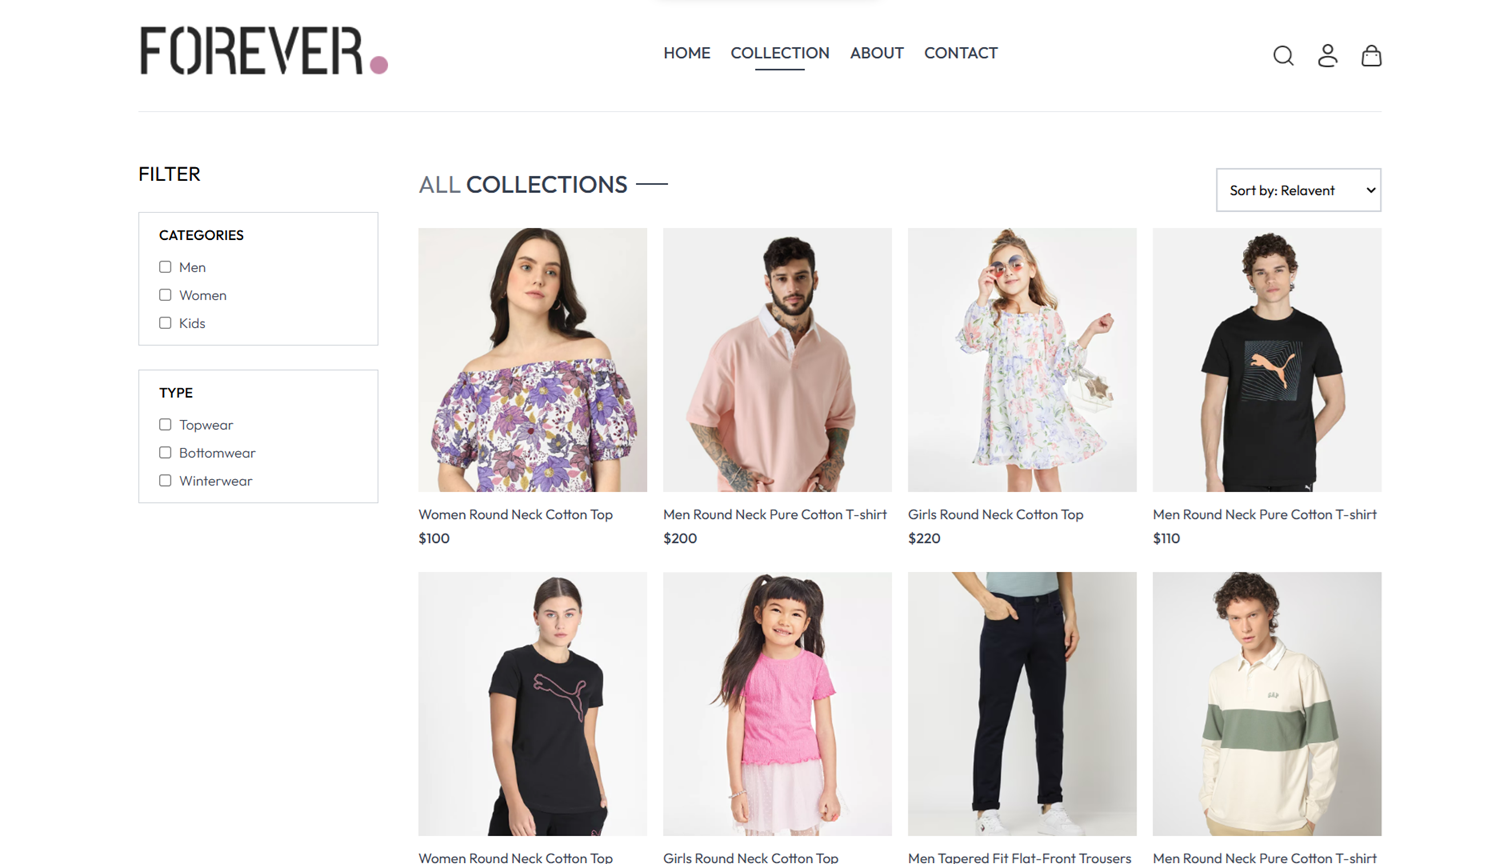 FOREVER.
HOME COLLECTION ABOUT CONTACT
FILTER
CATEGORIES
Men
Women
Kids
TYPE
Topwear
Bottomwear
Winterwear
ALL COLLECTIONS
Sort by: Relavent
Women Round Neck Cotton Top
$100
Men Round Neck Pure Cotton T-shirt
$200
Girls Round Neck Cotton Top
$220
Men Round Neck Pure Cotton T-shirt
$110
Women Round Neck Cotton Top
Girls Round Neck Cotton Top
Men Tapered Fit Flat-Front Trousers
Men Round Neck Pure Cotton T-shirt